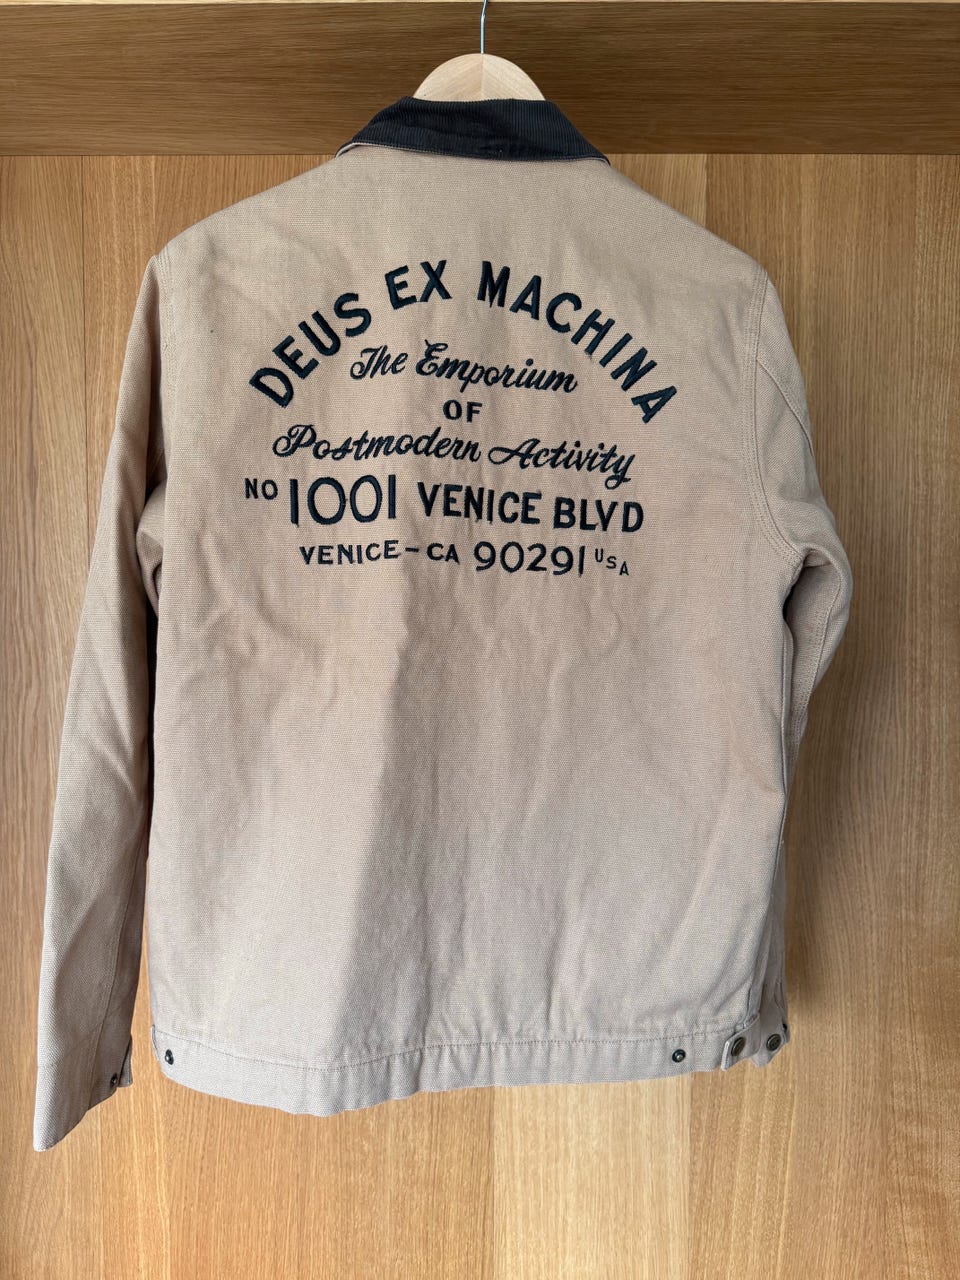 DEUS EX MACHINA
The Emporium
OF
Postmodern Activity
NO 1001 VENICE BLVD
VENICE – CA 90291 USA